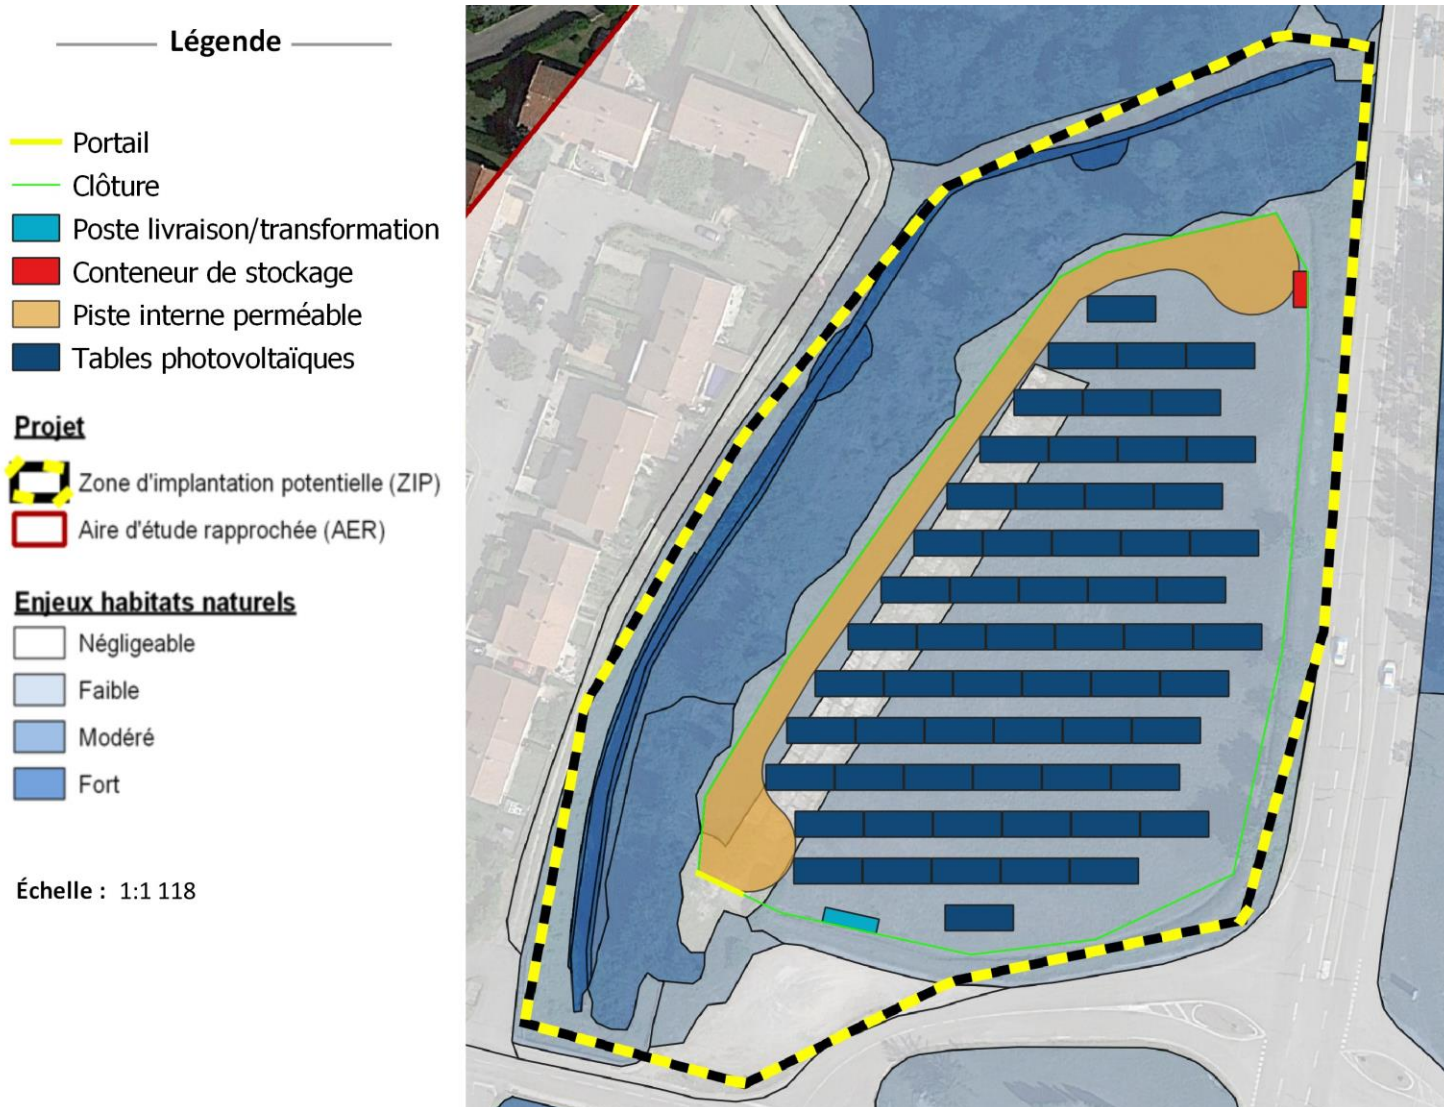 Légende
Portail
Clôture
Poste livraison/transformation
Conteneur de stockage
Piste interne perméable
Tables photovoltaïques
Projet
Zone d'implantation potentielle (ZIP)
Aire d'étude rapprochée (AER)
Enjeux habitats naturels
Négligeable
Faible
Modéré
Fort
Échelle : 1:1 118